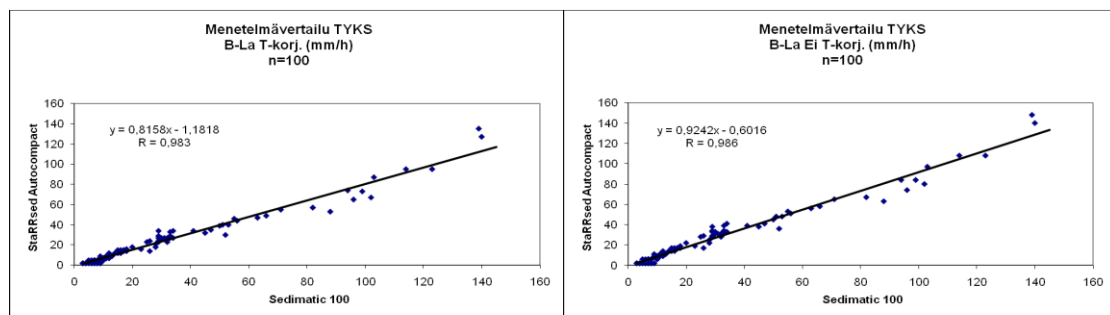 Menetelmävertailu TYKS
B-La T-korj. (mm/h)
n=100
160
140
120
100
80
60
40
20
0
StaRRsed Autocompact
y = 0,8158x - 1,1818
R = 0,983
0 20 40 60 80 100 120 140 160
Sedimatic 100
Menetelmävertailu TYKS
B-La Ei T-korj. (mm/h)
n=100
160
140
120
100
80
60
40
20
0
StaRRsed Autocompact
y = 0,9242x - 0,6016
R = 0,986
0 20 40 60 80 100 120 140 160
Sedimatic 100